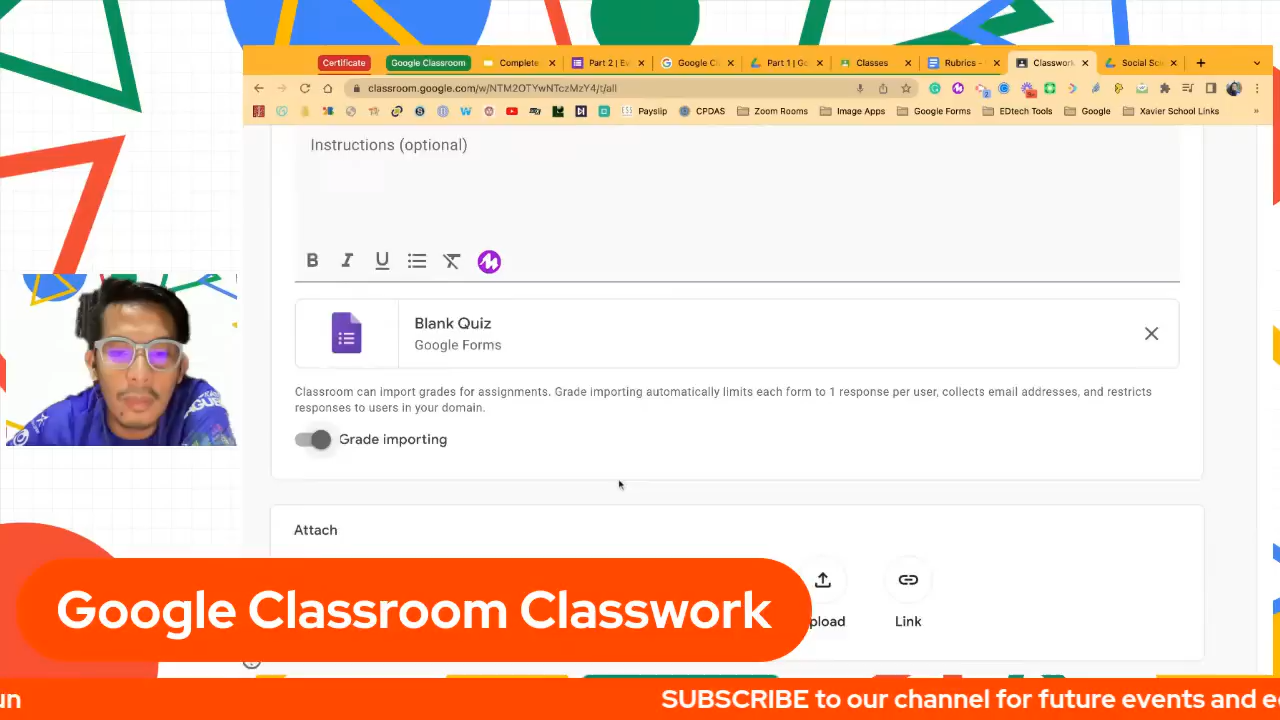 Certificate
Google Classroom
Complete
Part 2 | E
Google Cl
Part 1 | G
Classes
Rubrics -
Classwork
Social Sci
classroom.google.com/w/NTM2OTYwNTczMzY4/t/all
Payslip
CPDAS
Zoom Rooms
Image Apps
Google Forms
EDtech Tools
Google
Xavier School Links
Instructions (optional)
B I U
Blank Quiz
Google Forms
Classroom can import grades for assignments. Grade importing automatically limits each form to 1 response per user, collects email addresses, and restricts
responses to users in your domain.
Grade importing
Attach
pload
Link
Google Classroom Classwork
un
SUBSCRIBE to our channel for future events and e